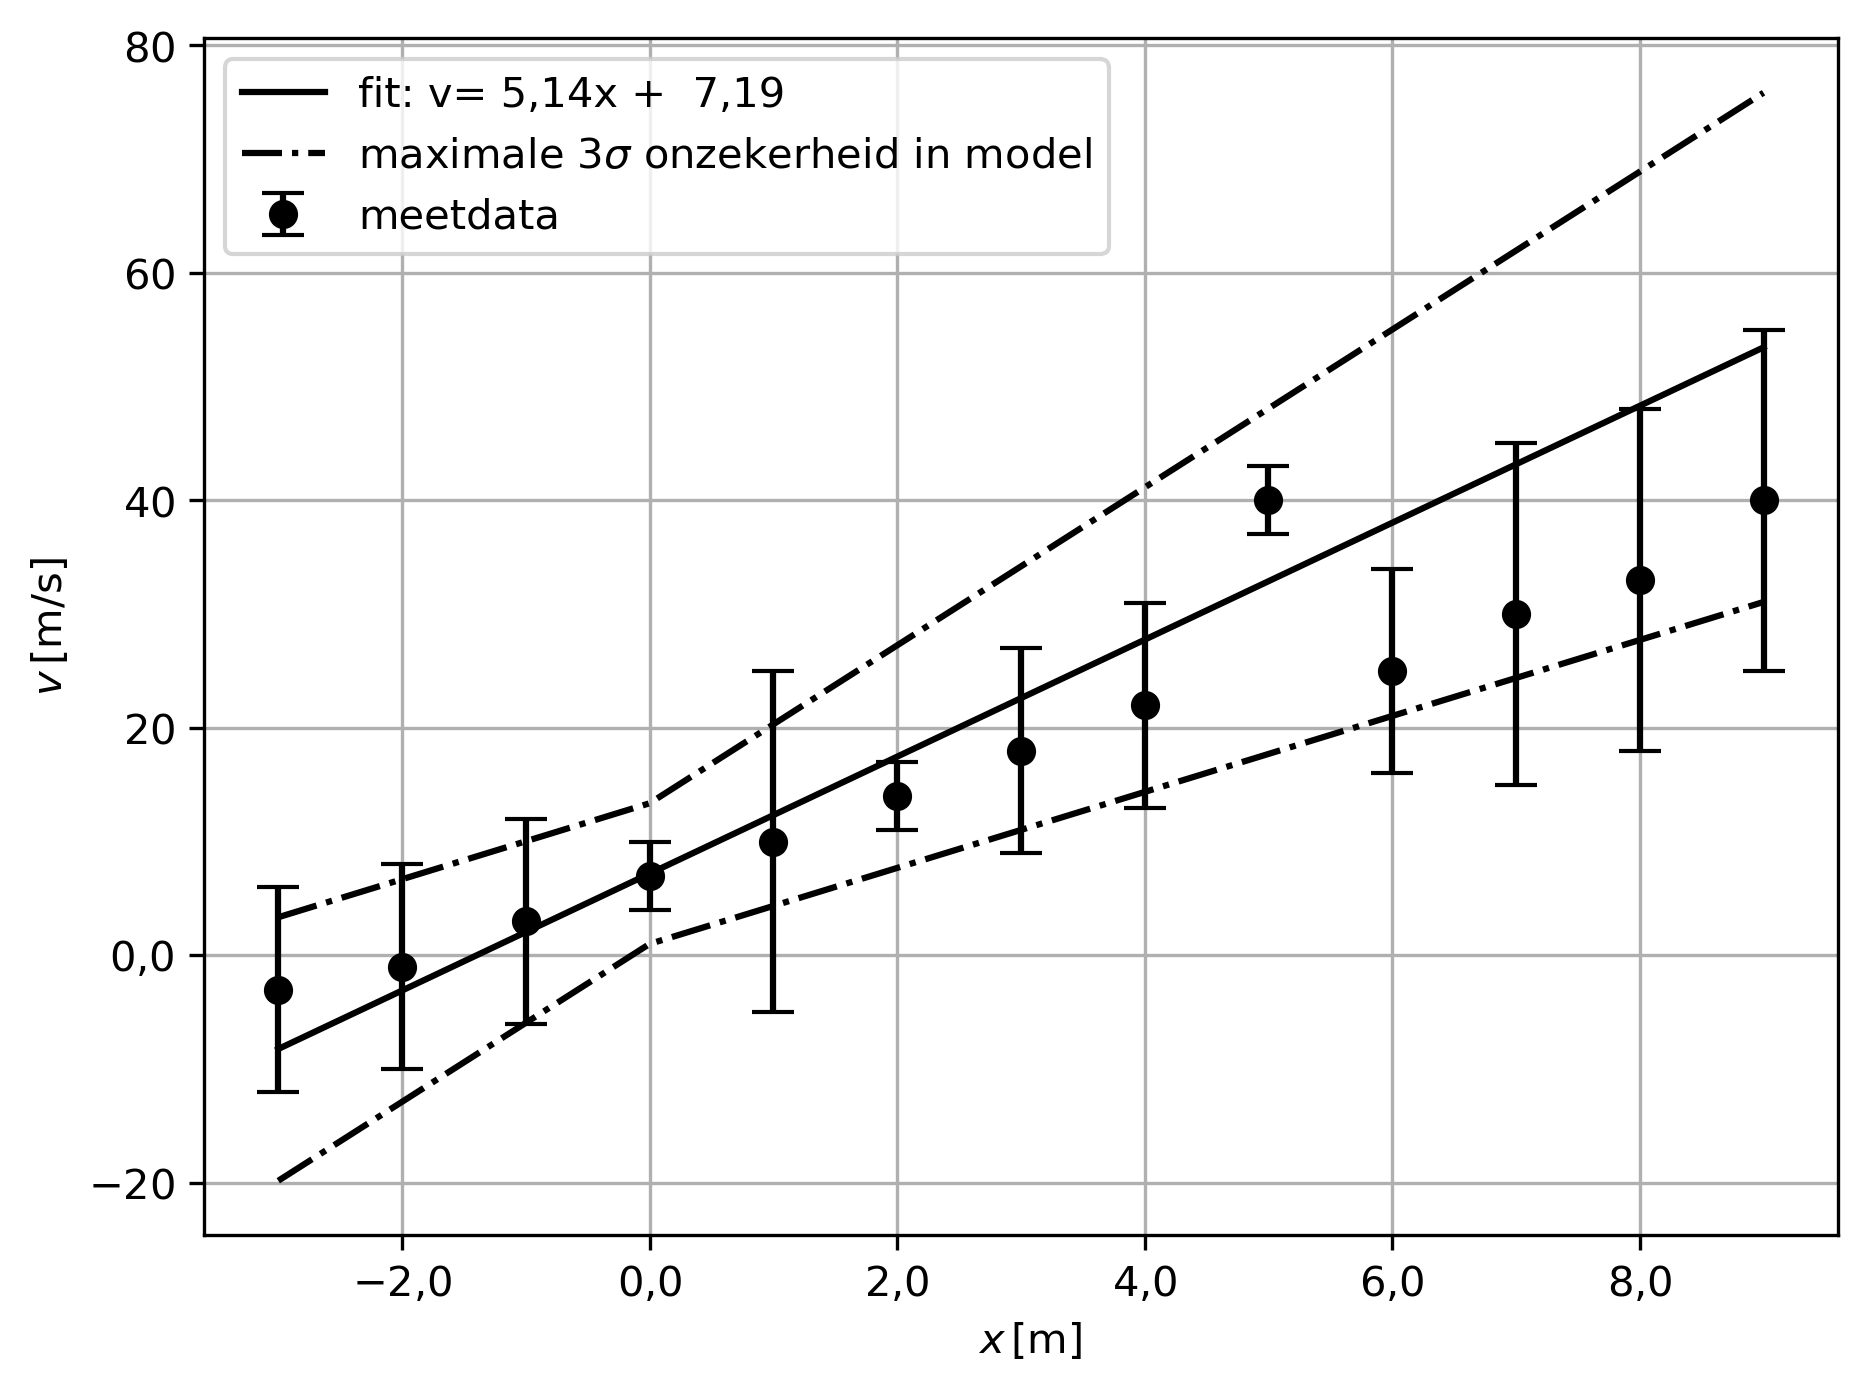 80
60
40
20
0,0
−20
fit: v= 5,14x +  7,19
maximale 3σ onzekerheid in model
meetdata
v [m/s]
−2,0 0,0 2,0 4,0 6,0 8,0
x [m]